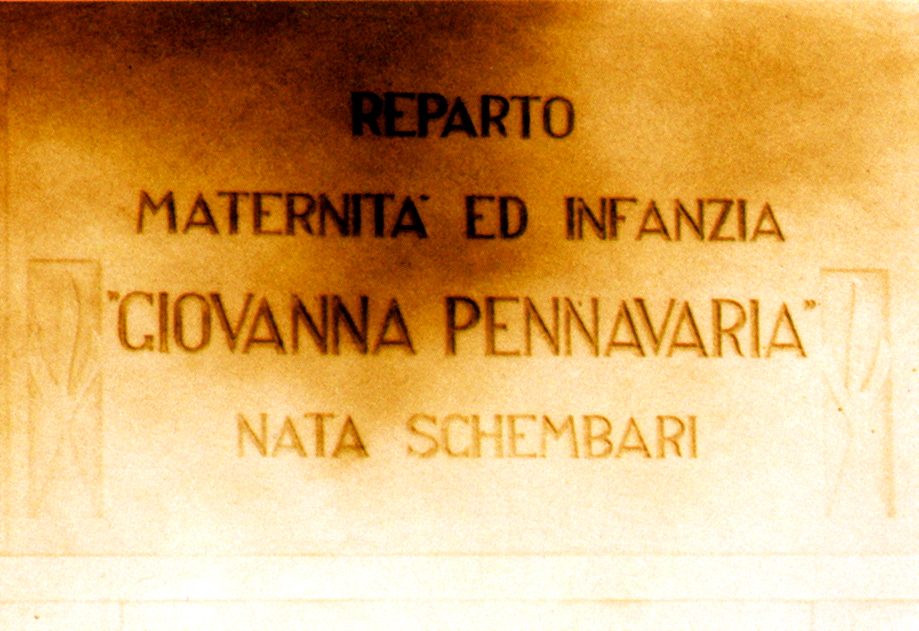 REPARTO
MATERNITA' ED INFANZIA
"GIOVANNA PENNAVARIA"
NATA SCHEMBARI